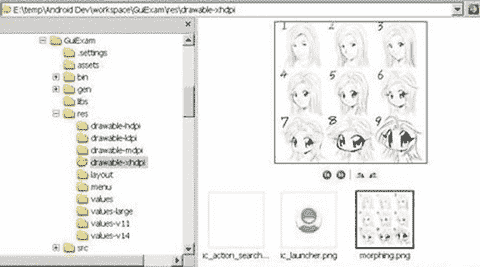 E:\temp\Android Dev\workspace\GuiExam\res\drawable-xhdpi
GuiExam
.settings
assets
bin
gen
libs
res
drawable-hdpi
drawable-ldpi
drawable-mdpi
drawable-xhdpi
layout
menu
values
values-large
values-v11
values-v14
src
1 2 3
4 5 6
7 8 9
ic_action_search...
ic_launcher.png
morphing.png